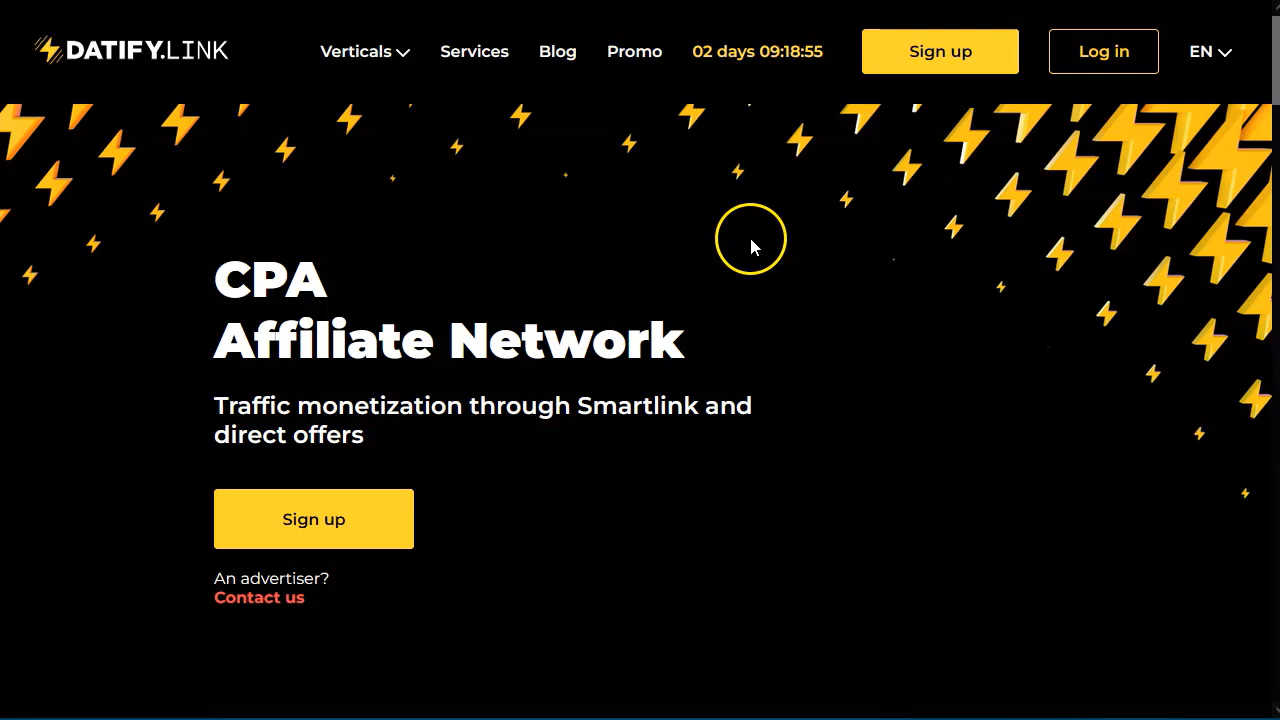 DATIFY.LINK
Verticals
Services
Blog
Promo
02 days 09:18:55
Sign up
Log in
EN
CPA
Affiliate Network
Traffic monetization through Smartlink and
direct offers
Sign up
An advertiser?
Contact us